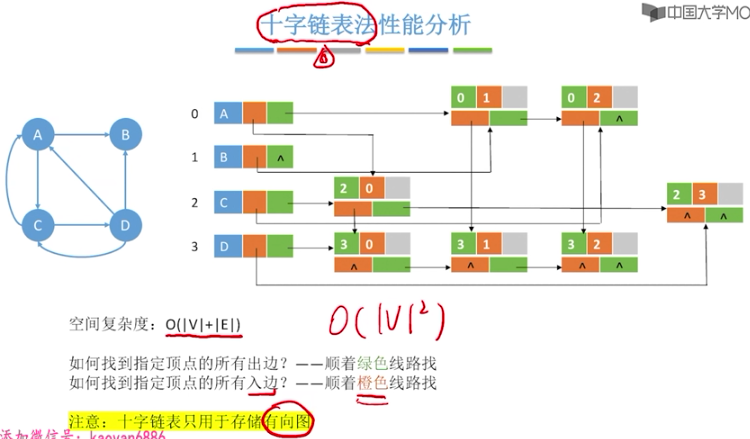 十字链表法性能分析
中国大学MO
A
B
C
D
0 A
1 B ^
2 C
3 D
0 1
0 2
^
2 0
2 3
^ ^
3 0
^
3 1
^
3 2
^ ^
空间复杂度：O(|V|+|E|)
O(|V|²)
如何找到指定顶点的所有出边？——顺着绿色线路找
如何找到指定顶点的所有入边？——顺着橙色线路找
注意：十字链表只用于存储有向图
添加微信号：kaoyan6886